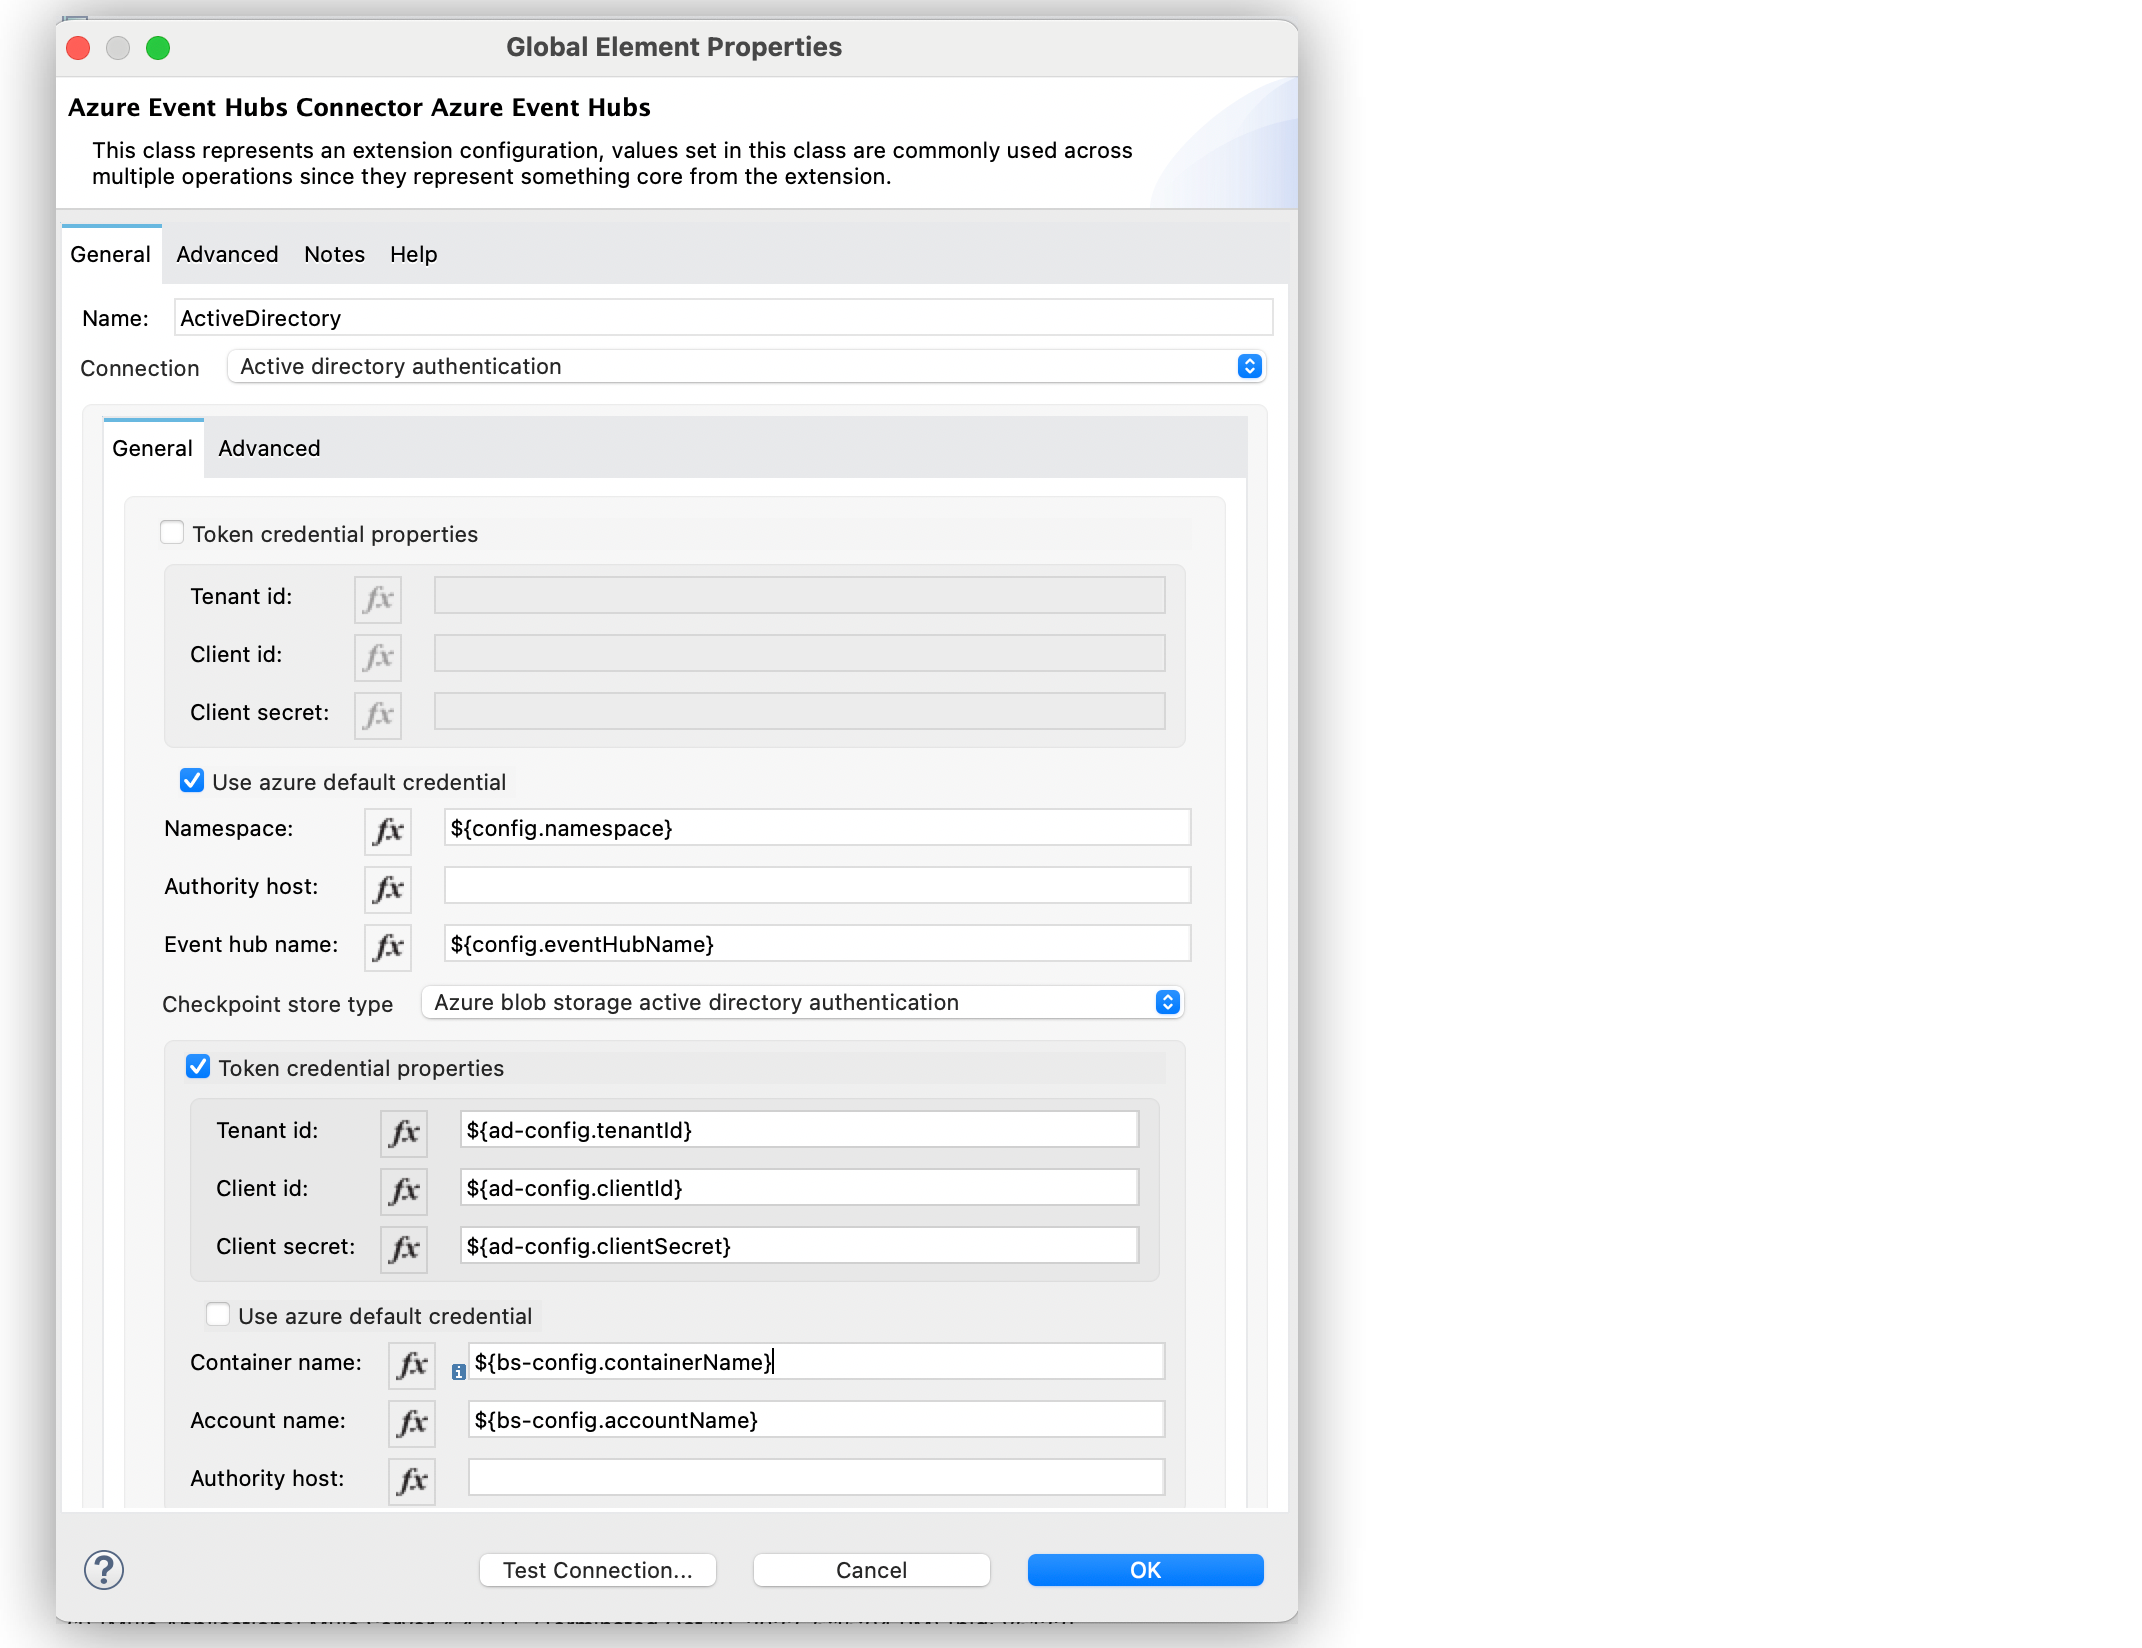 Global Element Properties
Azure Event Hubs Connector Azure Event Hubs
This class represents an extension configuration, values set in this class are commonly used across
multiple operations since they represent something core from the extension.
General Advanced Notes Help
Name: ActiveDirectory
Connection Active directory authentication
General Advanced
Token credential properties
Tenant id: fx
Client id: fx
Client secret: fx
Use azure default credential
Namespace: fx ${config.namespace}
Authority host: fx
Event hub name: fx ${config.eventHubName}
Checkpoint store type Azure blob storage active directory authentication
Token credential properties
Tenant id: fx ${ad-config.tenantId}
Client id: fx ${ad-config.clientId}
Client secret: fx ${ad-config.clientSecret}
Use azure default credential
Container name: fx ${bs-config.containerName}
Account name: fx ${bs-config.accountName}
Authority host: fx
? Test Connection... Cancel OK